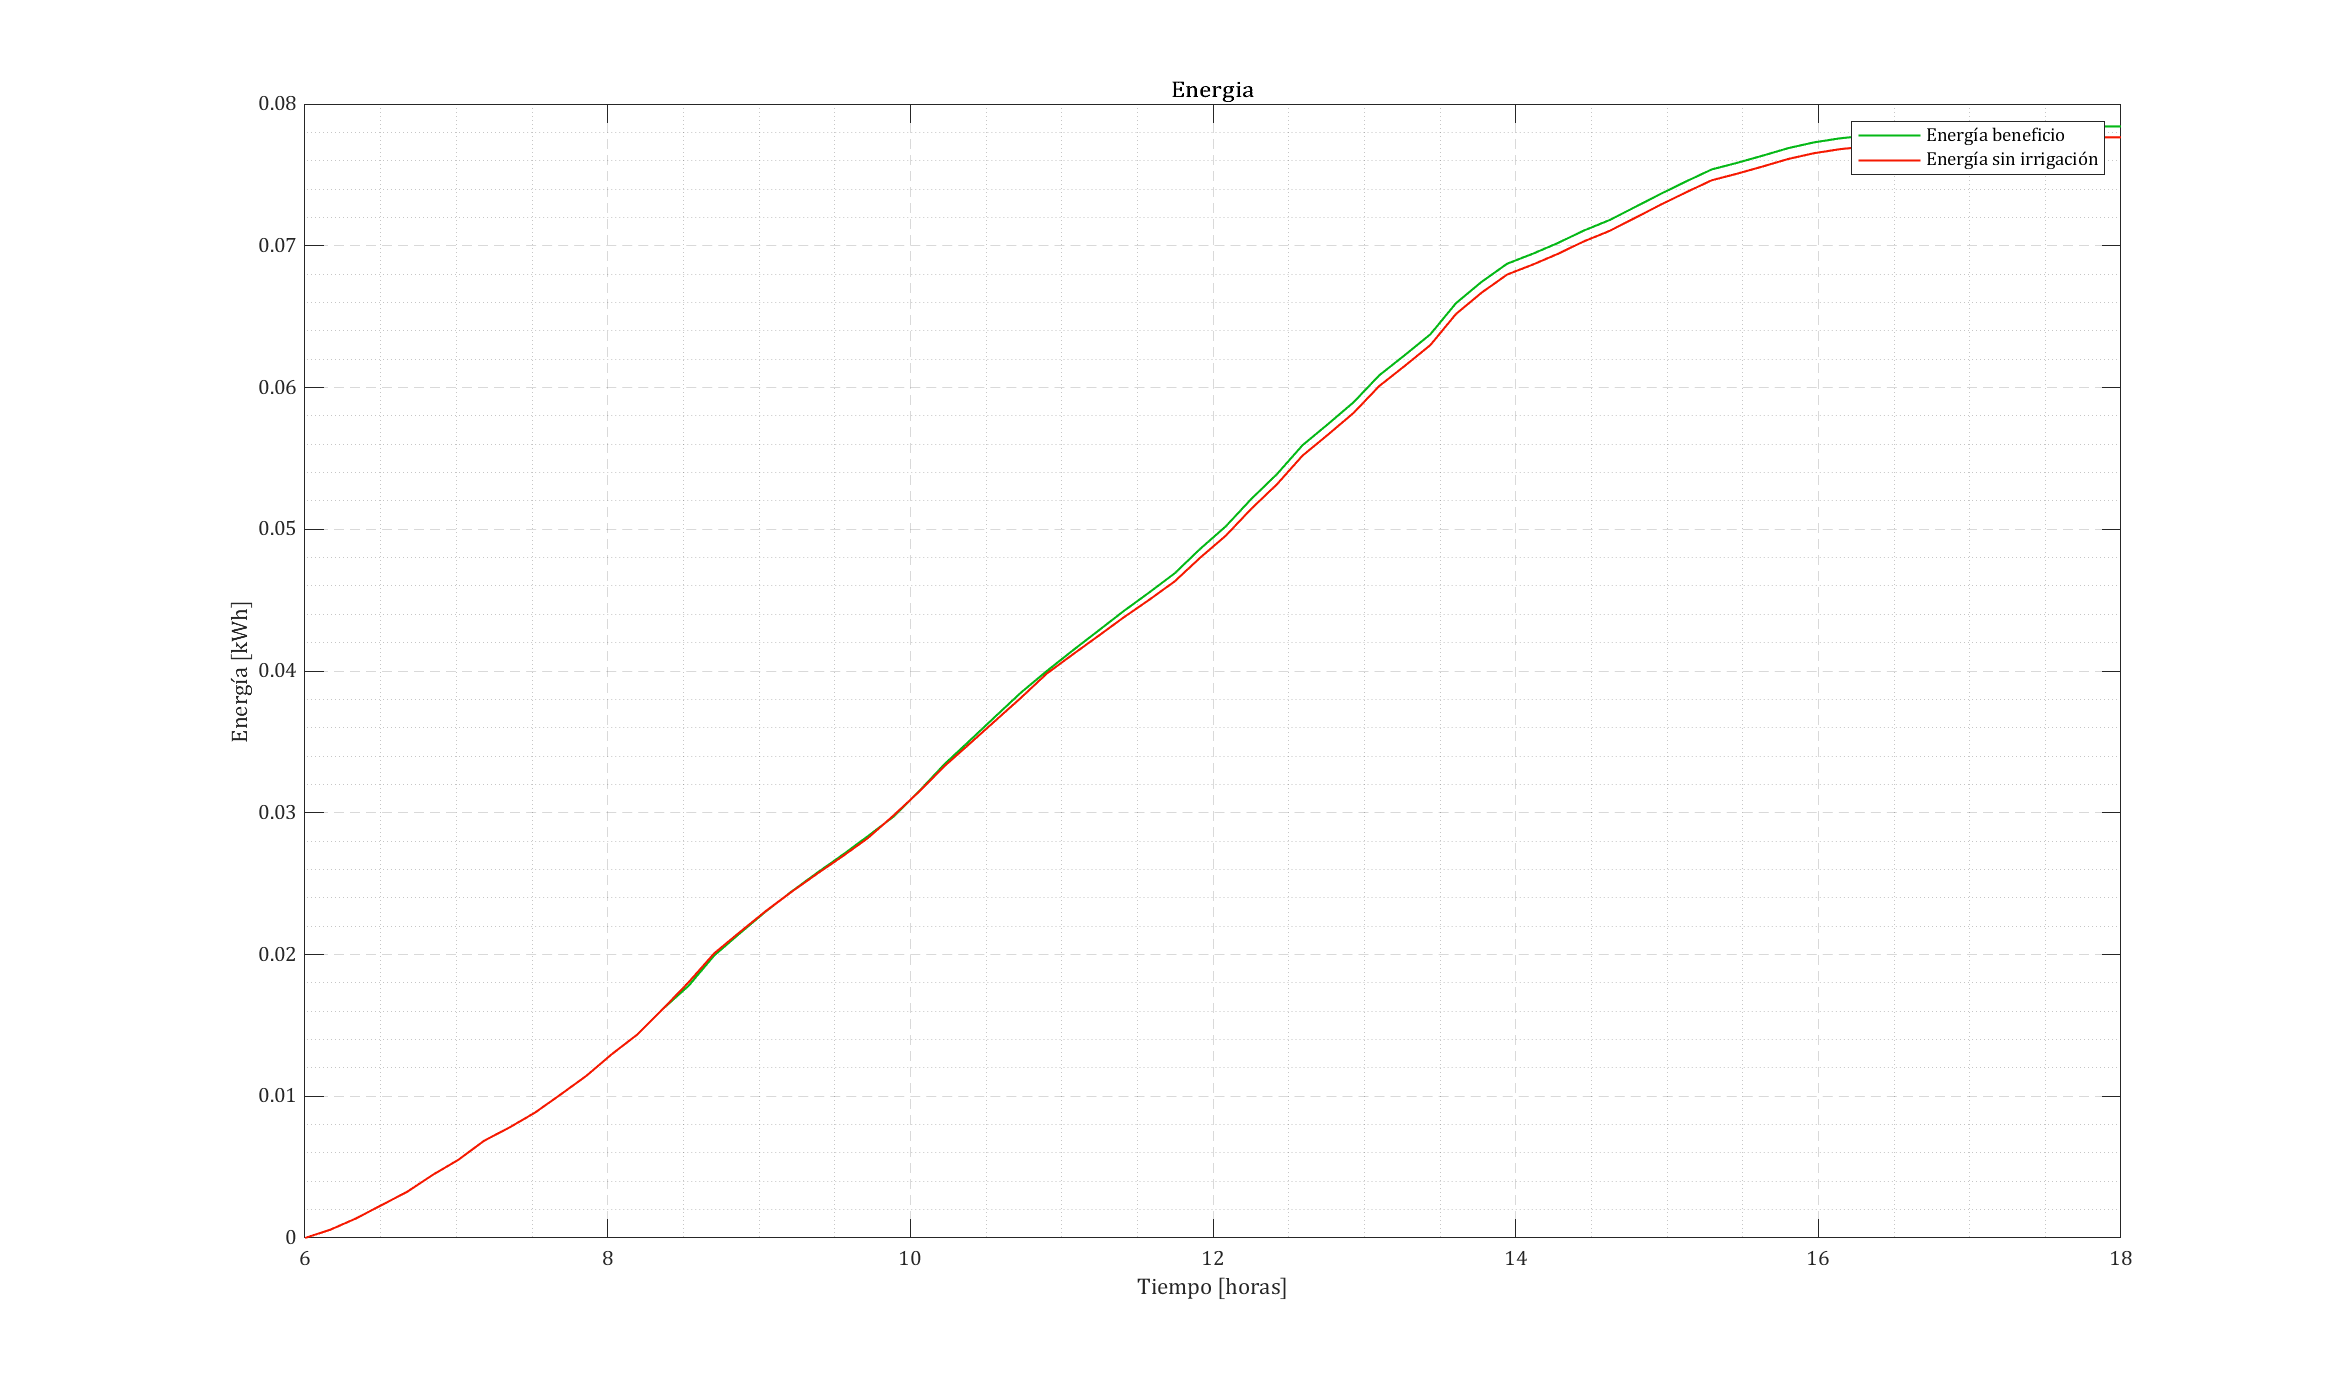 Energia
0.08
0.07
0.06
0.05
0.04
0.03
0.02
0.01
0
Energía [kWh]
Energía beneficio
Energía sin irrigación
6 8 10 12 14 16 18
Tiempo [horas]